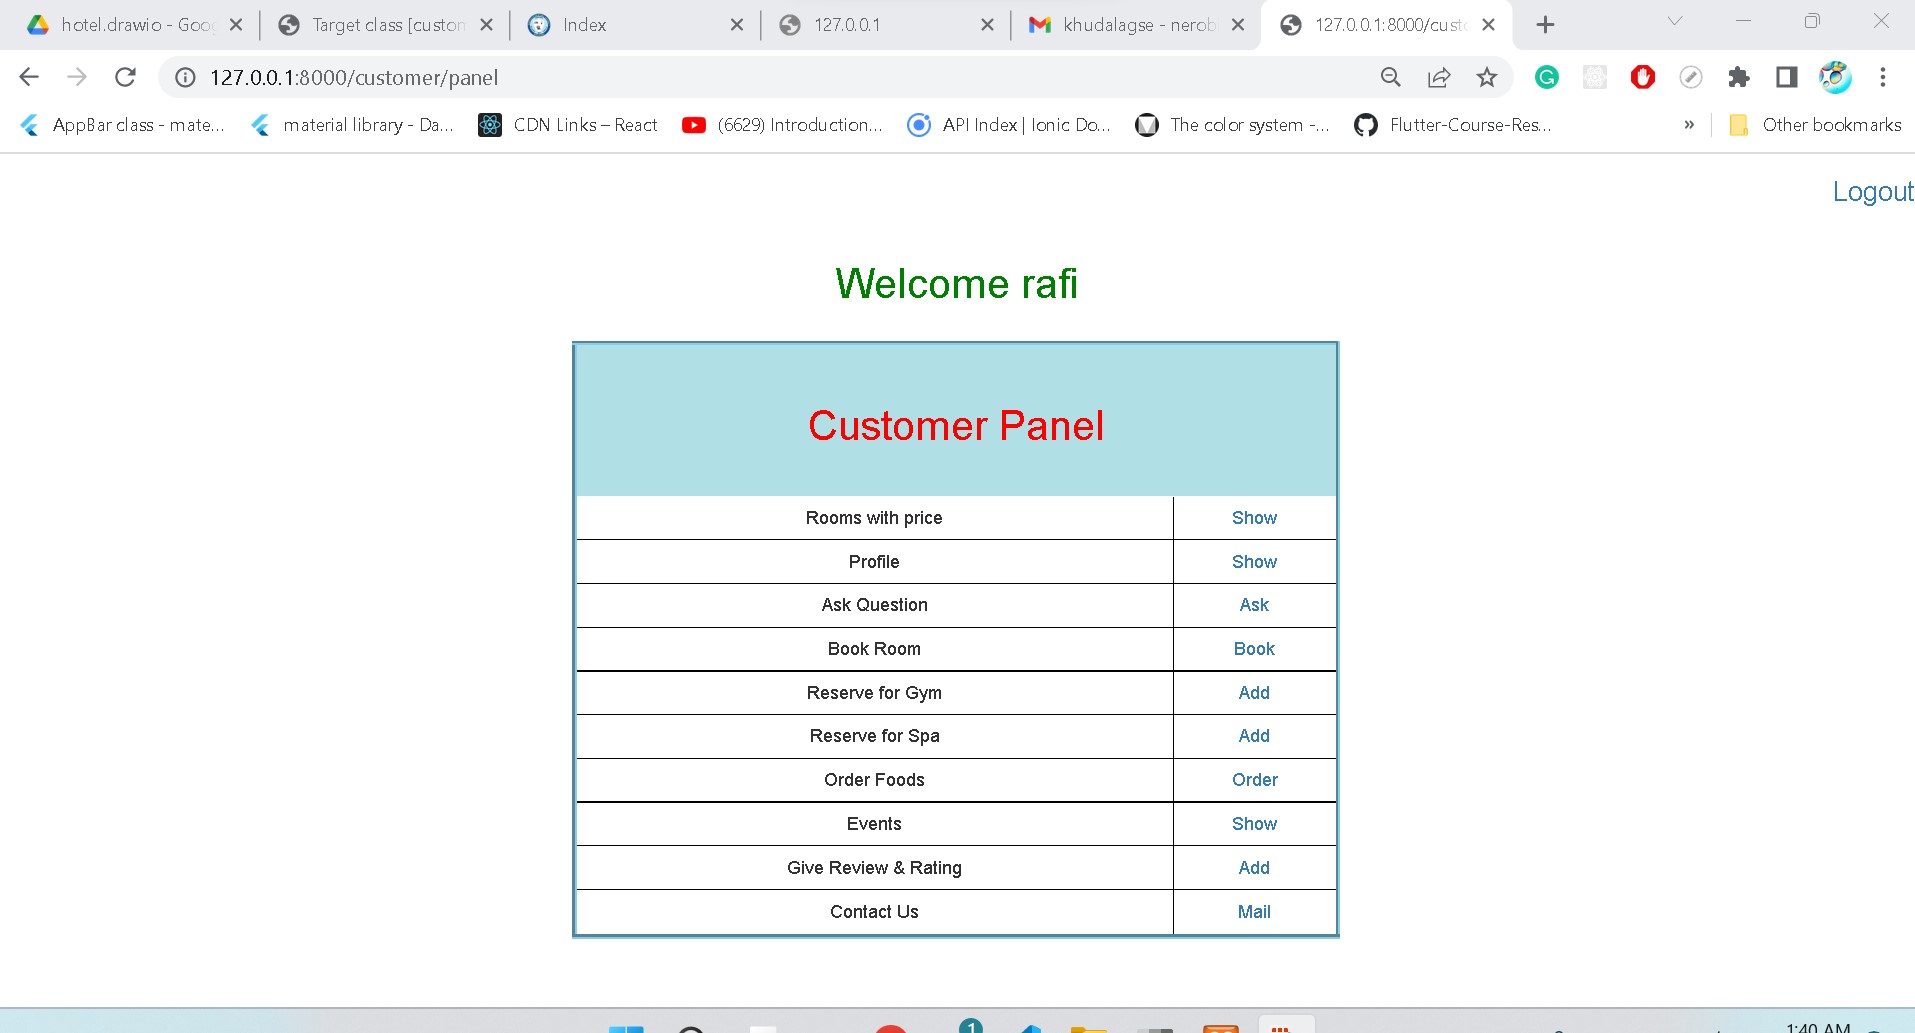 hotel.drawio - Goo
Target class [custon
Index
127.0.0.1
khudalagse - nerob
127.0.0.1:8000/custo
127.0.0.1:8000/customer/panel
AppBar class - mate...
material library - Da...
CDN Links – React
(6629) Introduction...
API Index | Ionic Do...
The color system -...
Flutter-Course-Res...
»
Other bookmarks
Logout
Welcome rafi
Customer Panel
Rooms with price Show
Profile Show
Ask Question Ask
Book Room Book
Reserve for Gym Add
Reserve for Spa Add
Order Foods Order
Events Show
Give Review & Rating Add
Contact Us Mail
1
1:40 AM